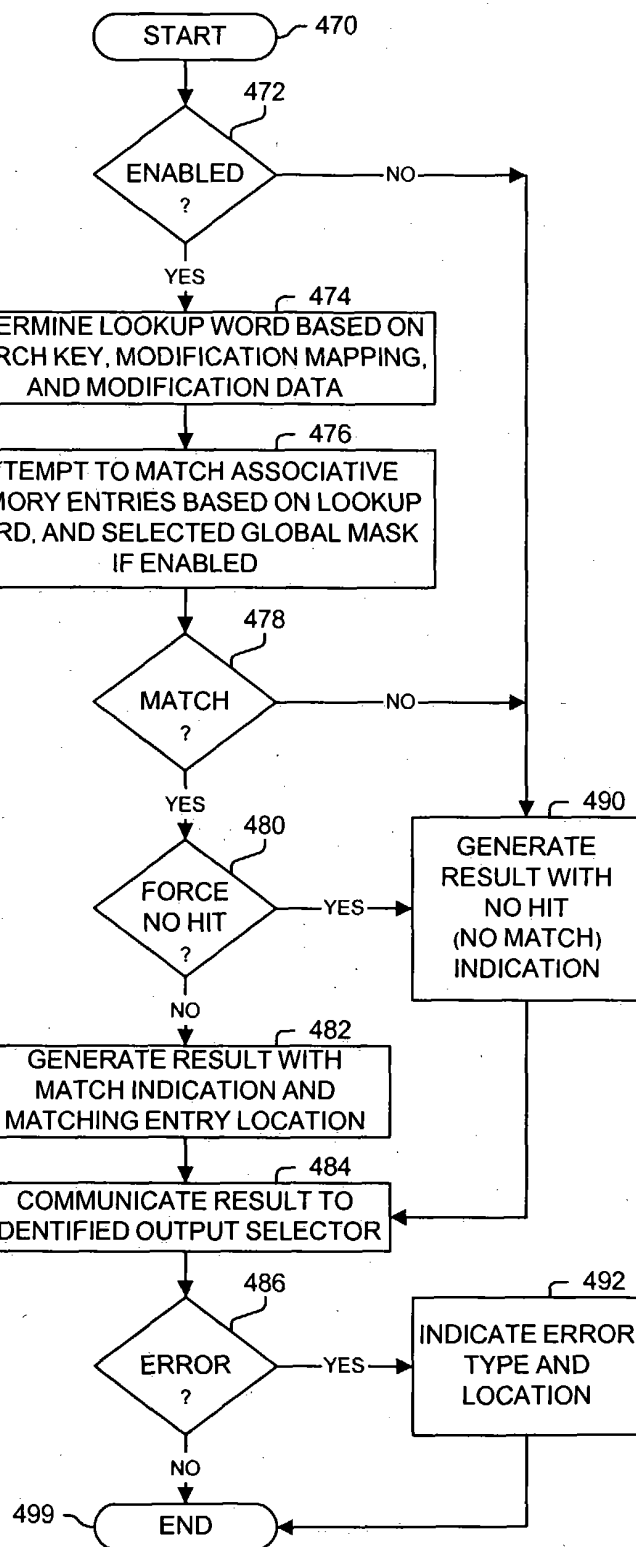 START
470
472
ENABLED
?
NO
YES
474
ERMINE LOOKUP WORD BASED ON
RCH KEY, MODIFICATION MAPPING,
AND MODIFICATION DATA
476
TTEMPT TO MATCH ASSOCIATIVE
MORY ENTRIES BASED ON LOOKUP
RD, AND SELECTED GLOBAL MASK
IF ENABLED
478
MATCH
?
NO
YES
480
FORCE
NO HIT
?
YES
490
GENERATE
RESULT WITH
NO HIT
(NO MATCH)
INDICATION
NO
482
GENERATE RESULT WITH
MATCH INDICATION AND
MATCHING ENTRY LOCATION
484
COMMUNICATE RESULT TO
DENTIFIED OUTPUT SELECTOR
486
ERROR
?
YES
492
INDICATE ERROR
TYPE AND
LOCATION
NO
499
END